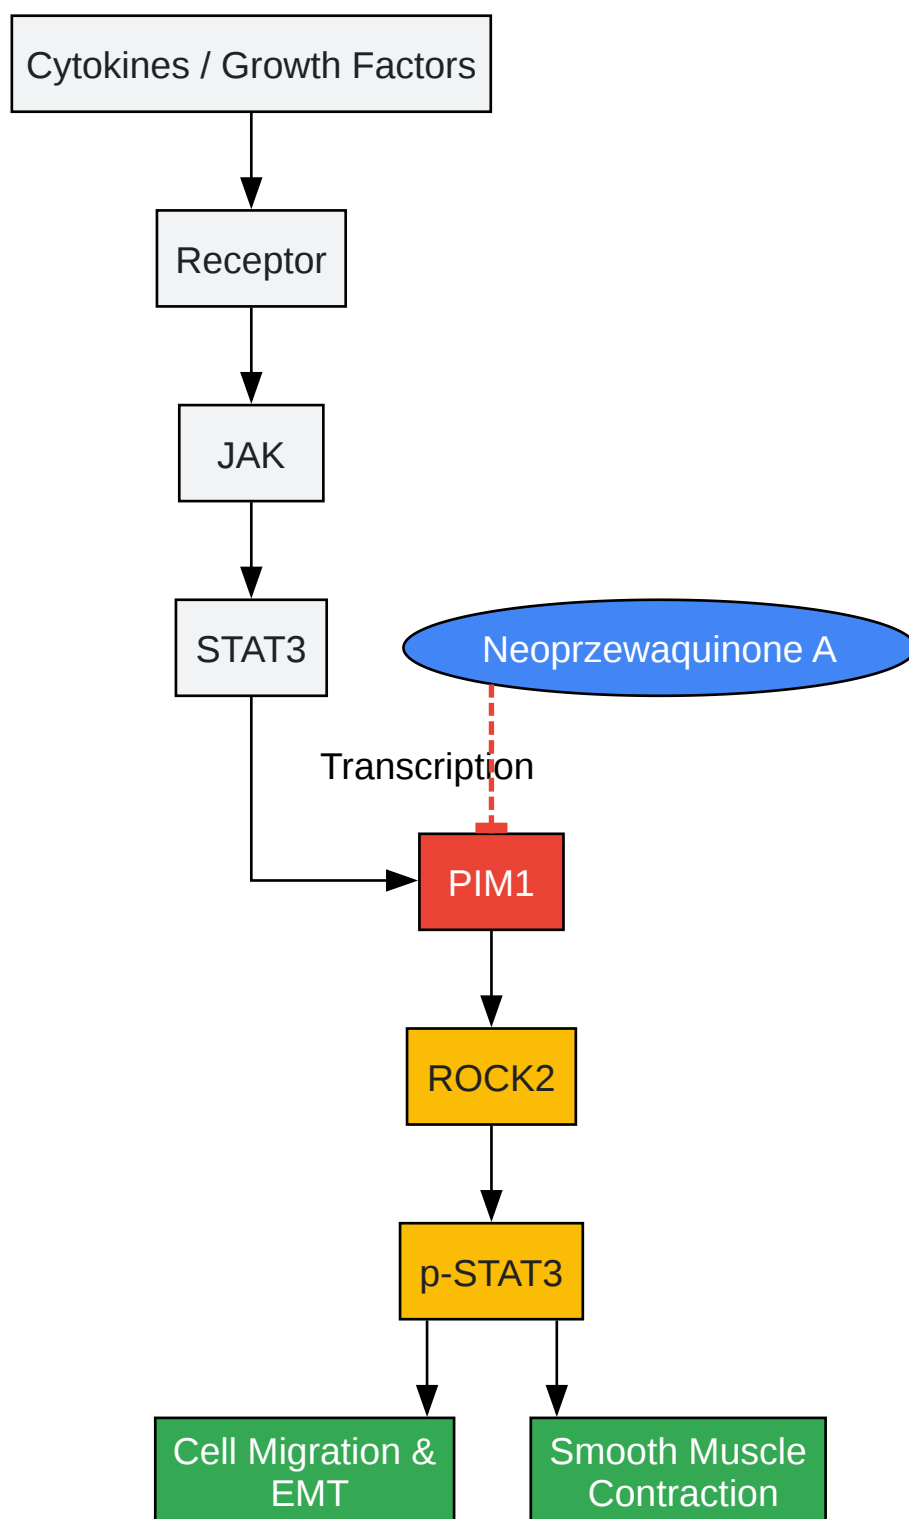 Cytokines / Growth Factors
Receptor
JAK
STAT3
Neoprzewaquinone A
Transcription
PIM1
ROCK2
p-STAT3
Cell Migration &
EMT
Smooth Muscle
Contraction